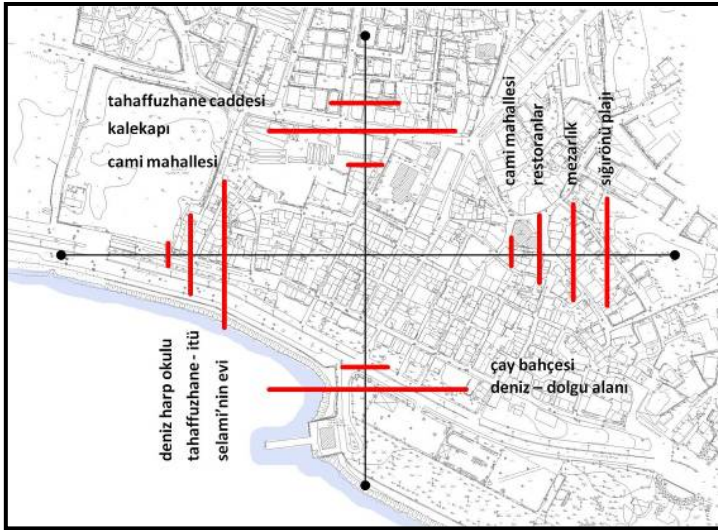 tahaffuzhane caddesi
kalekapı
cami mahallesi
cami mahallesi
restoranlar
mezarlık
sığırönü plajı
deniz harp okulu
tahaffuzhane - itü
selami'nin evi
çay bahçesi
deniz – dolgu alanı